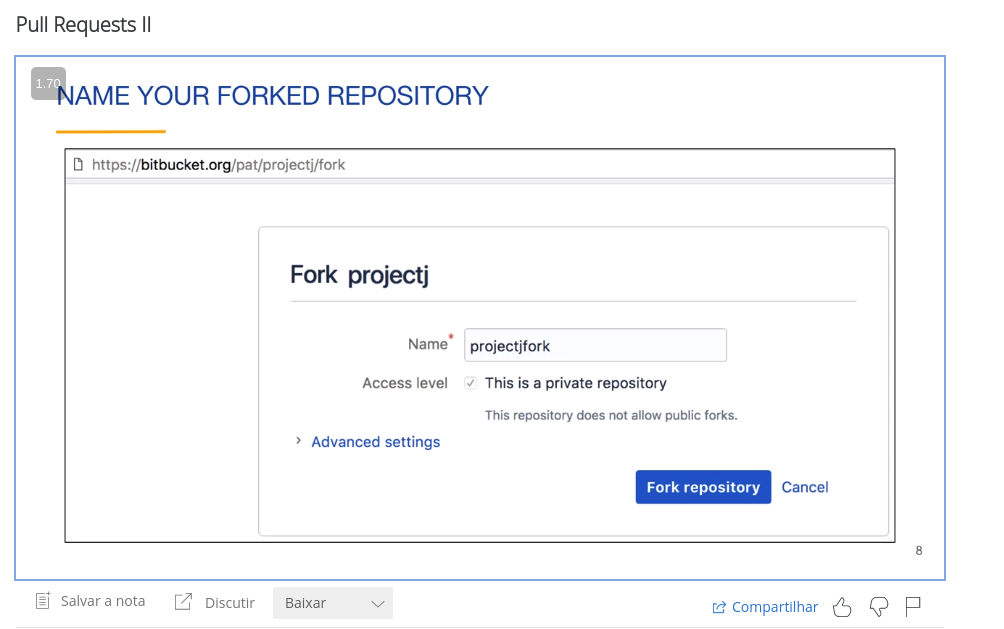 Pull Requests II
1.70
NAME YOUR FORKED REPOSITORY
https://bitbucket.org/pat/projectj/fork
Fork projectj
Name*
projectjfork
Access level
This is a private repository
This repository does not allow public forks.
Advanced settings
Fork repository
Cancel
8
Salvar a nota
Discutir
Baixar
Compartilhar